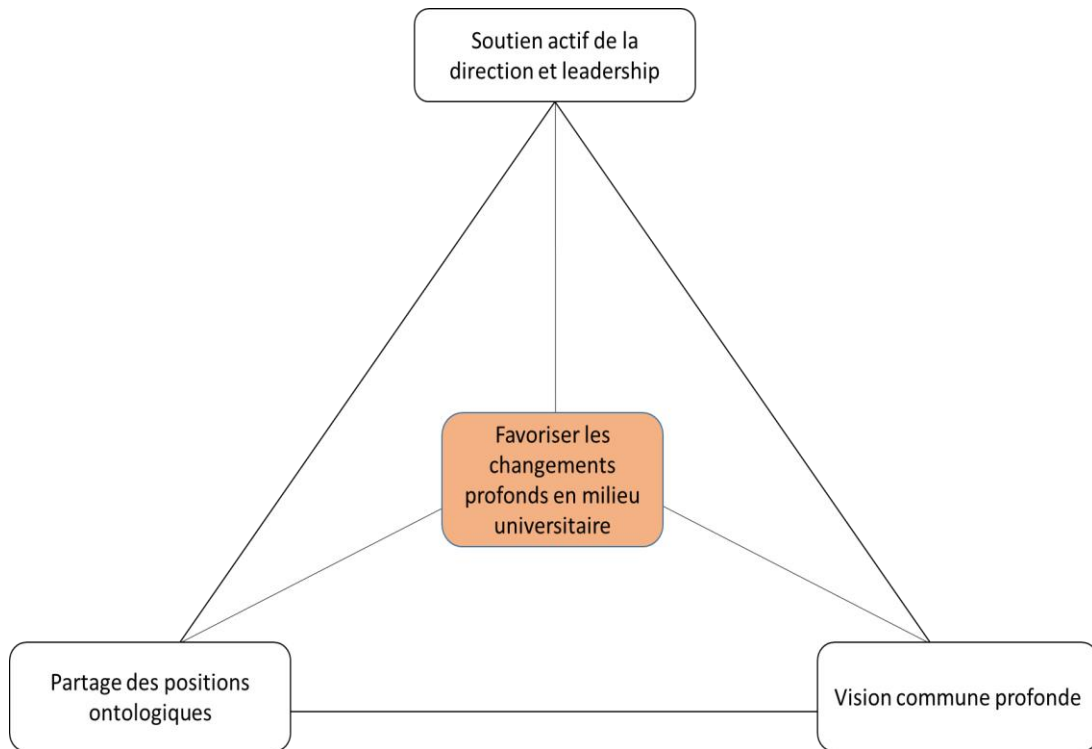 Soutien actif de la
direction et leadership
Favoriser les
changements
profonds en milieu
universitaire
Partage des positions
ontologiques
Vision commune profonde